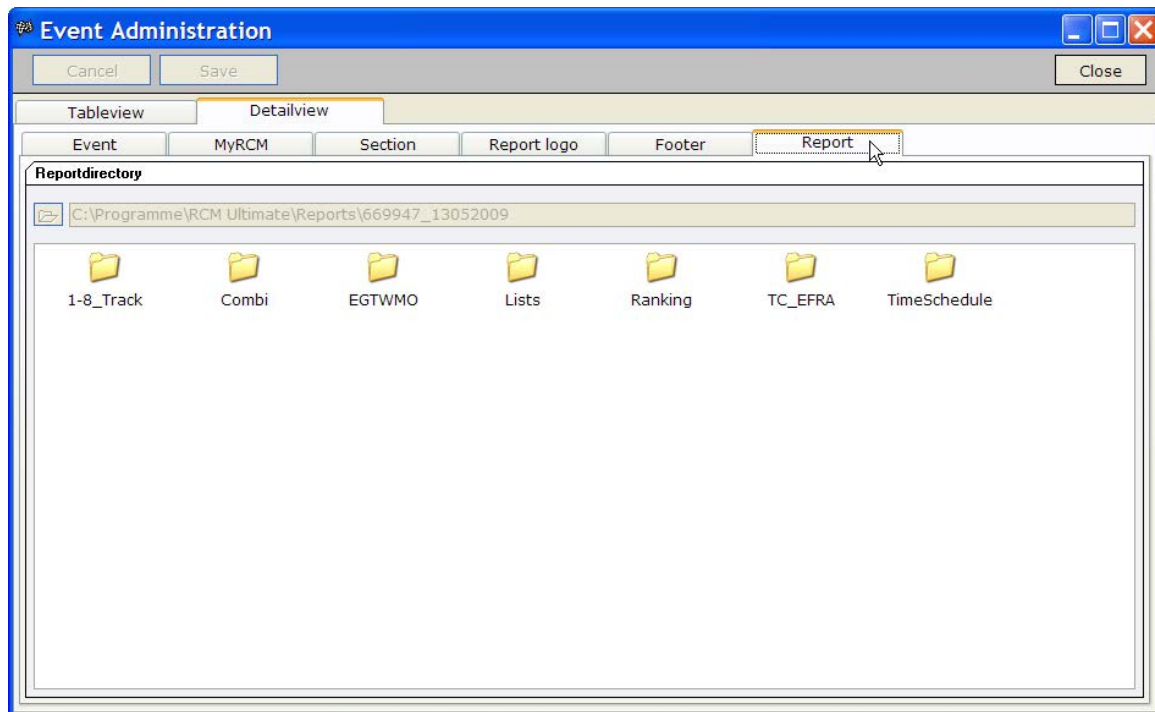 Event Administration
Cancel Save Close
Tableview Detailview
Event MyRCM Section Report logo Footer Report
Reportdirectory
C:\Programme\RCM Ultimate\Reports\669947_13052009
1-8_Track Combi EGTWMO Lists Ranking TC_EFRA TimeSchedule